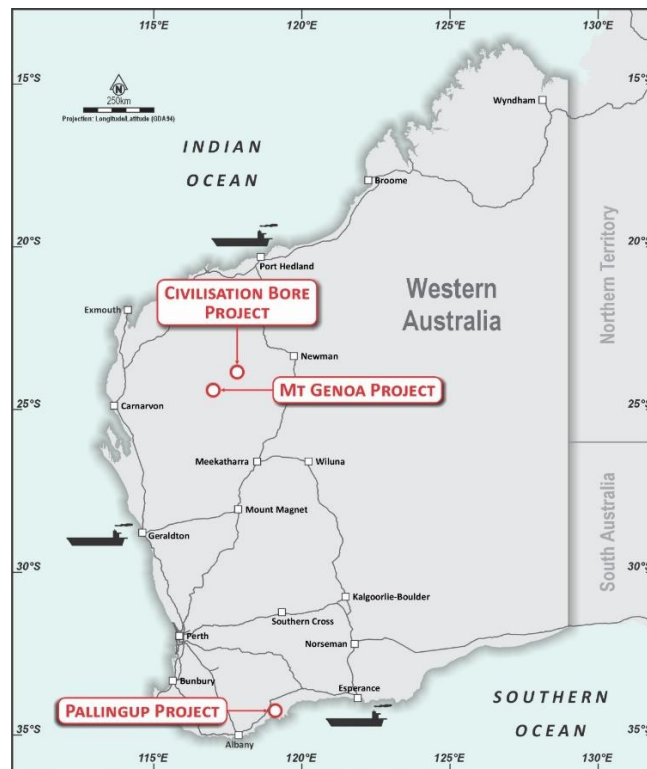 115°E 120°E 125°E 130°E
15°S 15°S
N
250km
Projection: Longitude/Latitude (GDA94)
Wyndham
INDIAN
OCEAN
Broome
20°S 20°S
Port Hedland
Northern Territory
CIVILISATION BORE
PROJECT
Western
Australia
Exmouth
Newman
MT GENOA PROJECT
25°S 25°S
Carnarvon
Meekatharra
Wiluna
Mount Magnet
South Australia
Geraldton
30°S 30°S
Kalgoorlie-Boulder
Southern Cross
Perth
Norseman
Bunbury
Esperance
SOUTHERN
OCEAN
PALLINGUP PROJECT
35°S 35°S
Albany
115°E 120°E 125°E 130°E